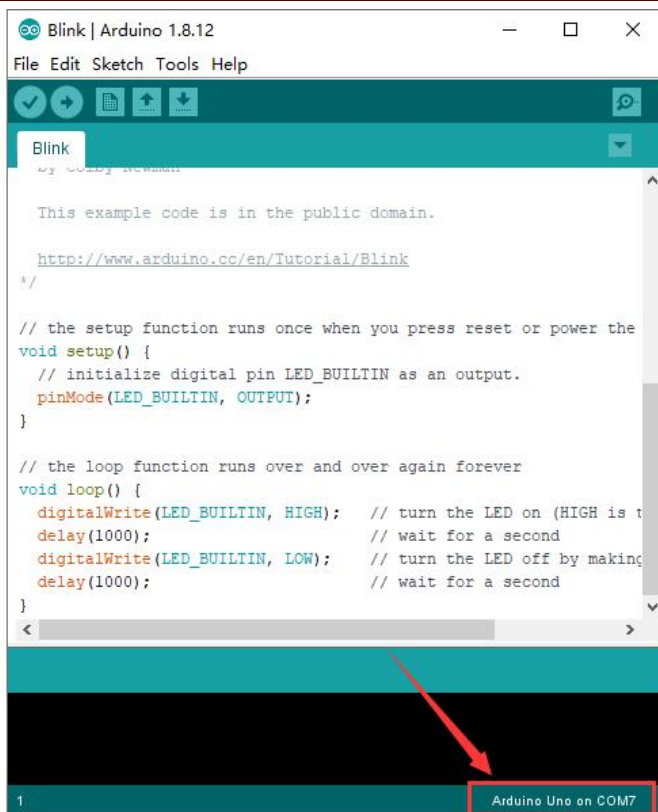 Blink | Arduino 1.8.12
File Edit Sketch Tools Help
Blink
by Colby Newman
This example code is in the public domain.
http://www.arduino.cc/en/Tutorial/Blink
*/
// the setup function runs once when you press reset or power the
void setup() {
// initialize digital pin LED_BUILTIN as an output.
pinMode(LED_BUILTIN, OUTPUT);
}
// the loop function runs over and over again forever
void loop() {
digitalWrite(LED_BUILTIN, HIGH); // turn the LED on (HIGH is t
delay(1000); // wait for a second
digitalWrite(LED_BUILTIN, LOW); // turn the LED off by making
delay(1000); // wait for a second
}
1 Arduino Uno on COM7